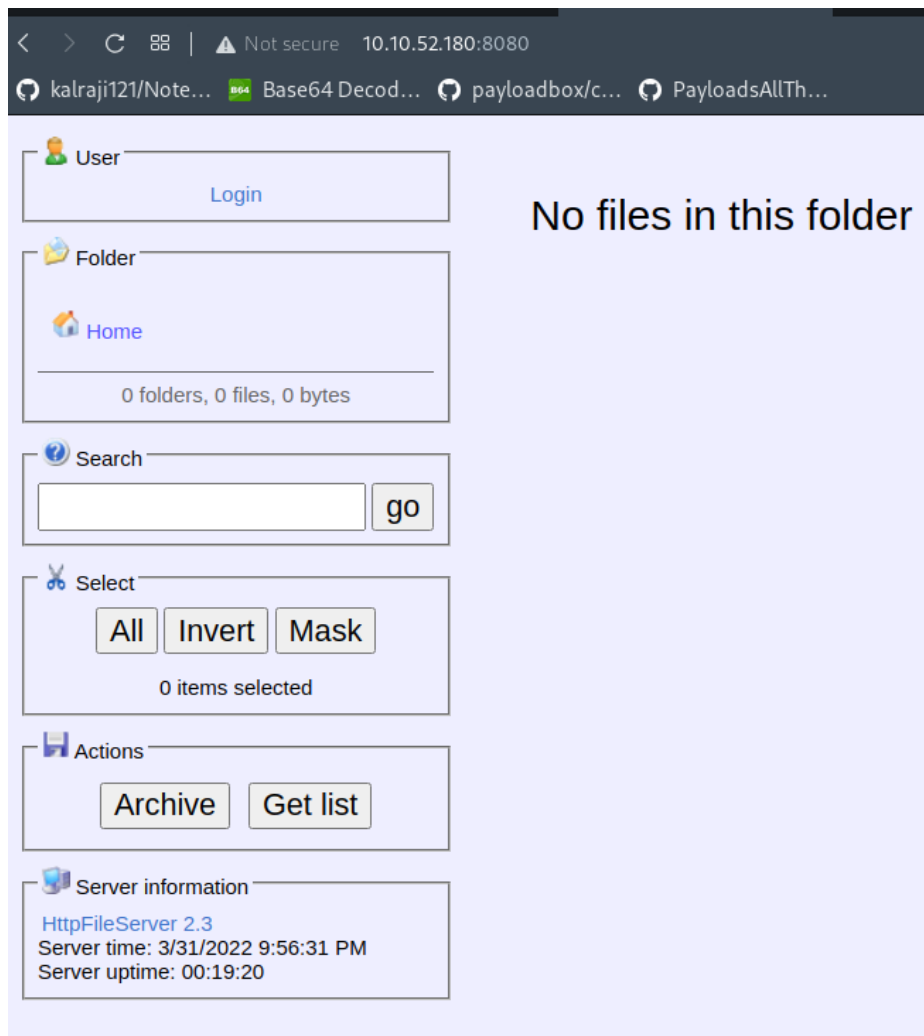 Not secure 10.10.52.180:8080
kalraji121/Note... B64 Base64 Decod... payloadbox/c... PayloadsAllTh...
User
Login
No files in this folder
Folder
Home
0 folders, 0 files, 0 bytes
Search
go
Select
All Invert Mask
0 items selected
Actions
Archive Get list
Server information
HttpFileServer 2.3
Server time: 3/31/2022 9:56:31 PM
Server uptime: 00:19:20